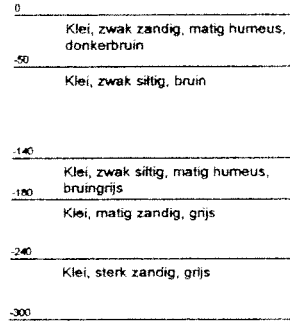 0
Klei, zwak zandig, matig humeus,
donkerbruin
-50
Klei, zwak siltig, bruin
-140
Klei, zwak siltig, matig humeus,
bruingrijs
-180
Klei, matig zandig, grijs
-240
Klei, sterk zandig, grijs
-300